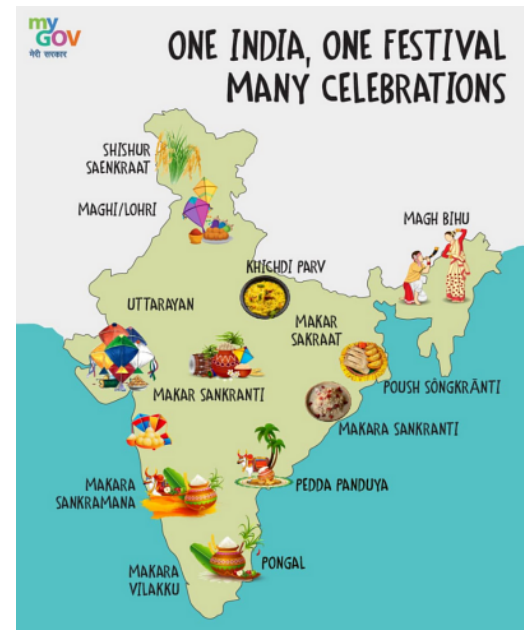 my
GOV
मेरी सरकार
ONE INDIA, ONE FESTIVAL
MANY CELEBRATIONS
SHISHUR
SAENKRAAT
MAGHI/LOHRI
MAGH BIHU
KHICHDI PARV
UTTARAYAN
MAKAR
SAKRAAT
MAKAR SANKRANTI
POUSH SÔNGKRĀNTI
MAKARA SANKRANTI
MAKARA
SANKRAMANA
PEDDA PANDUYA
PONGAL
MAKARA
VILAKKU